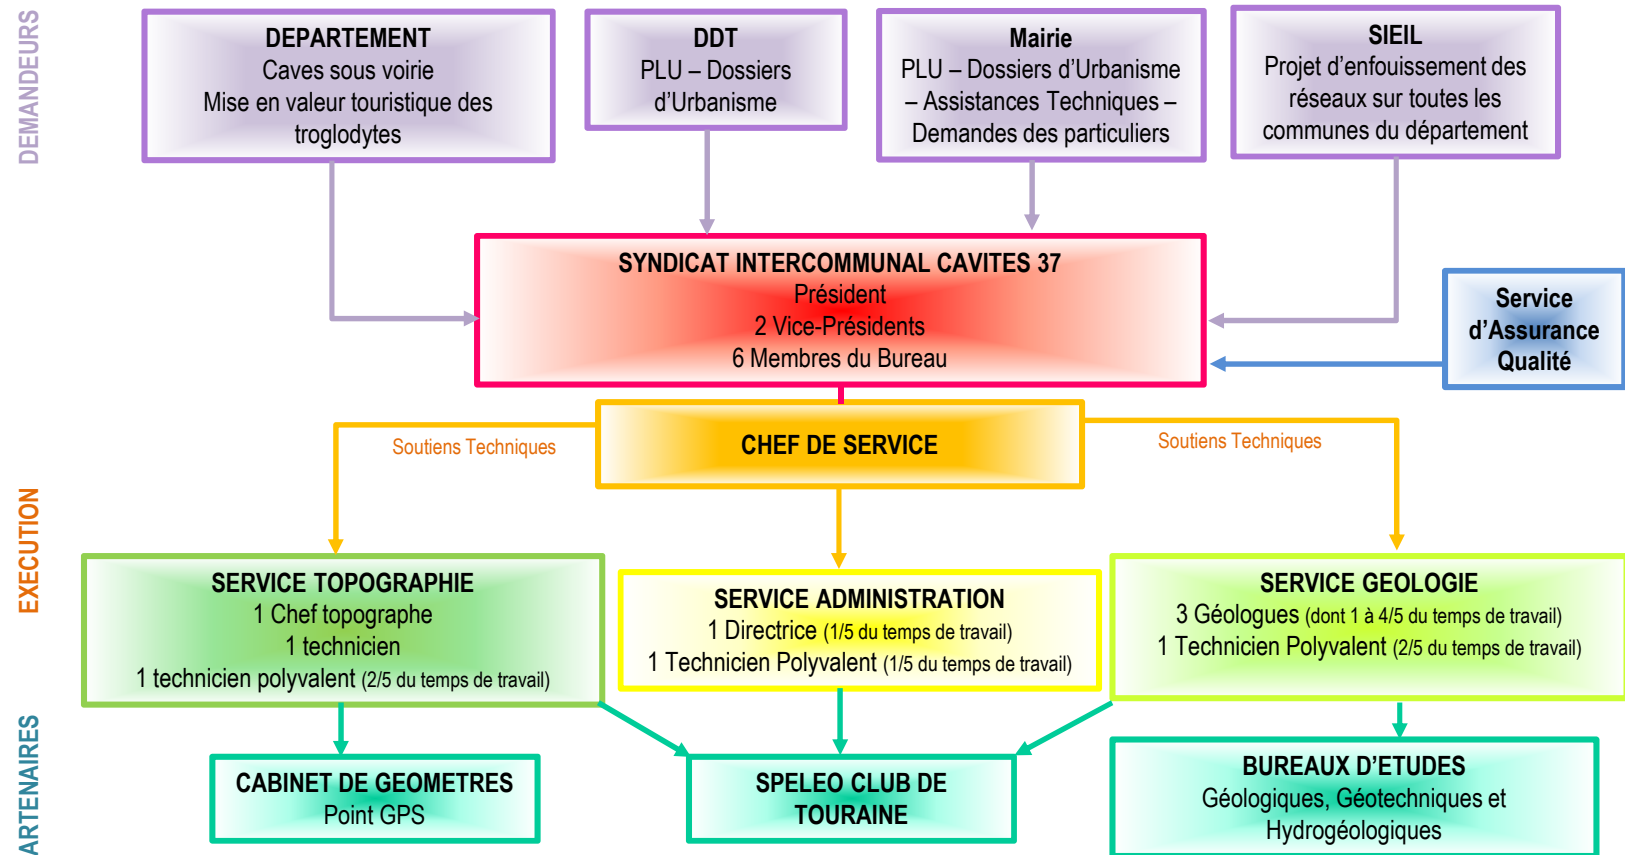 DEMANDEURS
DEPARTEMENT
Caves sous voirie
Mise en valeur touristique des
troglodytes
DDT
PLU – Dossiers
d’Urbanisme
Mairie
PLU – Dossiers d’Urbanisme
– Assistances Techniques –
Demandes des particuliers
SIEIL
Projet d’enfouissement des
réseaux sur toutes les
communes du département
SYNDICAT INTERCOMMUNAL CAVITES 37
Président
2 Vice-Présidents
6 Membres du Bureau
Service
d’Assurance
Qualité
CHEF DE SERVICE
Soutiens Techniques
Soutiens Techniques
EXECUTION
SERVICE TOPOGRAPHIE
1 Chef topographe
1 technicien
1 technicien polyvalent (2/5 du temps de travail)
SERVICE ADMINISTRATION
1 Directrice (1/5 du temps de travail)
1 Technicien Polyvalent (1/5 du temps de travail)
SERVICE GEOLOGIE
3 Géologues (dont 1 à 4/5 du temps de travail)
1 Technicien Polyvalent (2/5 du temps de travail)
ARTENAIRES
CABINET DE GEOMETRES
Point GPS
SPELEO CLUB DE
TOURAINE
BUREAUX D’ETUDES
Géologiques, Géotechniques et
Hydrogéologiques